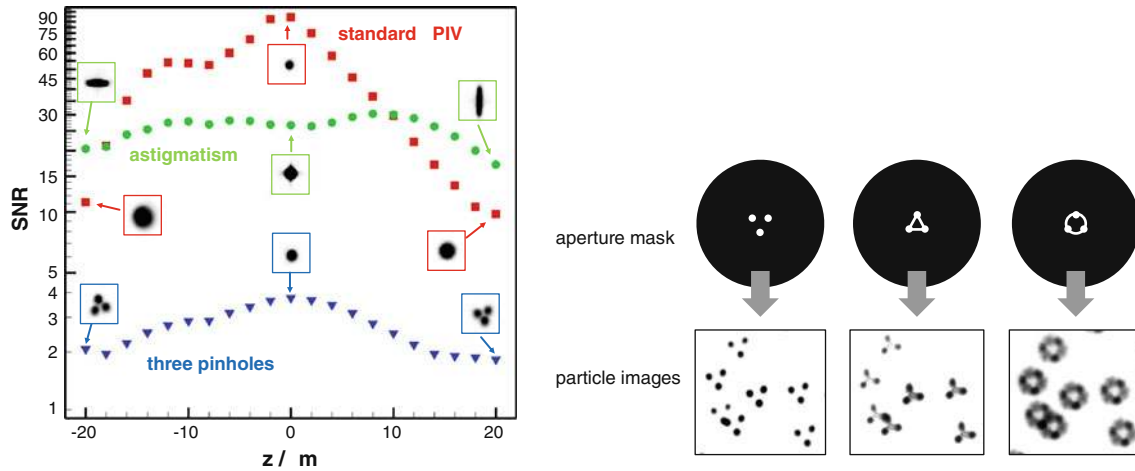 90
75
60
45
30
15
10
5
4
3
2
1
SNR
standard PIV
astigmatism
three pinholes
-20
-10
0
10
20
z / m
aperture mask
particle images